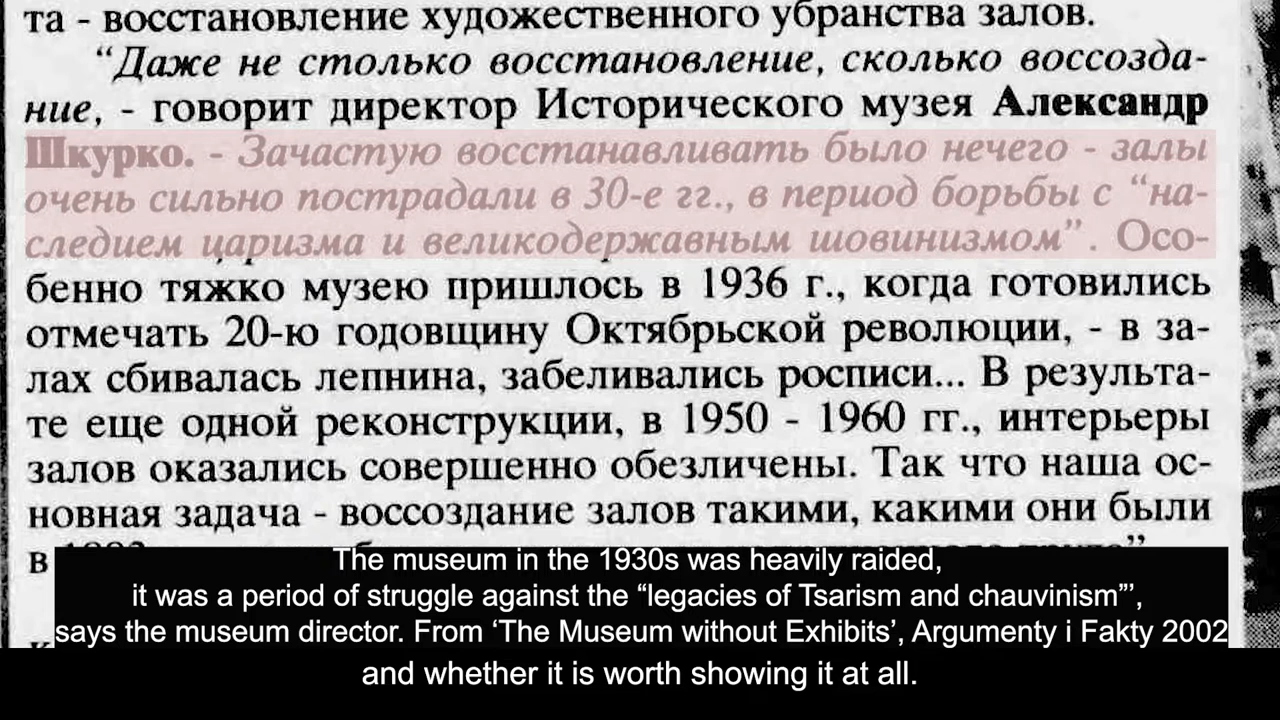 та - восстановление художественного убранства залов.
“Даже не столько восстановление, сколько воссозда-
ние, - говорит директор Исторического музея Александр
Шкурко. - Зачастую восстанавливать было нечего - залы
очень сильно пострадали в 30-е гг., в период борьбы с “на-
следием царизма и великодержавным шовинизмом”. Осо-
бенно тяжко музею пришлось в 1936 г., когда готовились
отмечать 20-ю годовщину Октябрьской революции, - в за-
лах сбивалась лепнина, забеливались росписи... В результа-
те еще одной реконструкции, в 1950 - 1960 гг., интерьеры
залов оказались совершенно обезличены. Так что наша ос-
новная задача - воссоздание залов такими, какими они были
в
The museum in the 1930s was heavily raided,
it was a period of struggle against the “legacies of Tsarism and chauvinism”’,
says the museum director. From ‘The Museum without Exhibits’, Argumenty i Fakty 2002
and whether it is worth showing it at all.